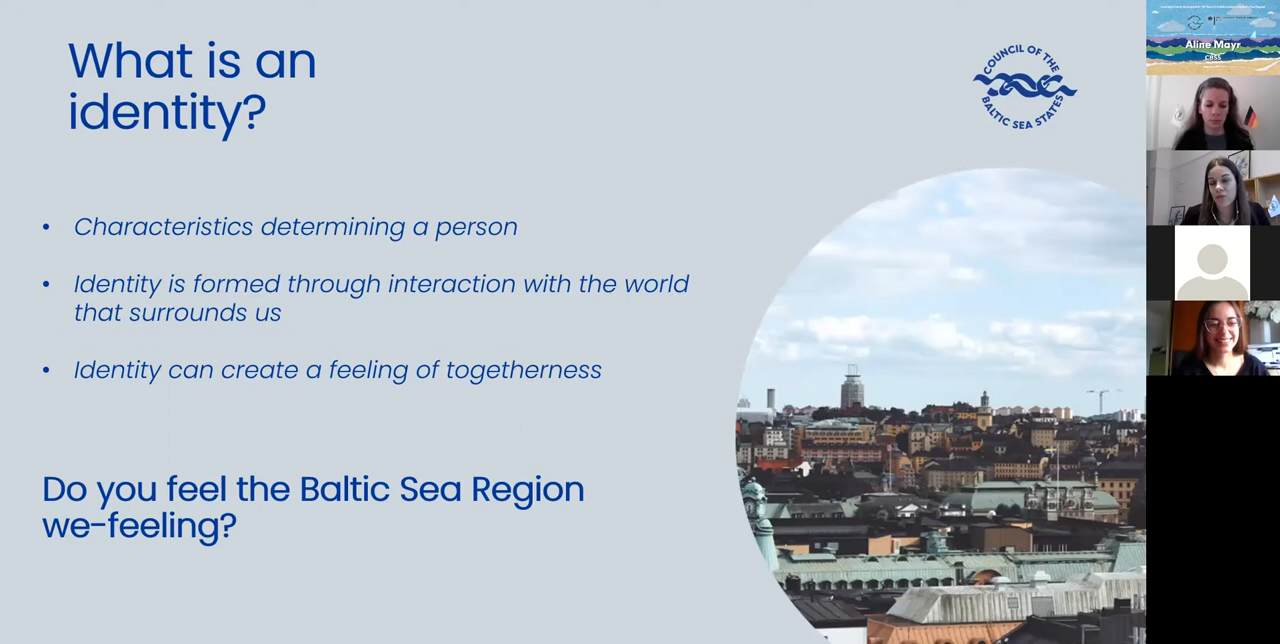 What is an
identity?
COUNCIL OF THE
BALTIC SEA STATES
• Characteristics determining a person
• Identity is formed through interaction with the world
that surrounds us
• Identity can create a feeling of togetherness
Do you feel the Baltic Sea Region
we-feeling?
Aline Mayr
CBSS